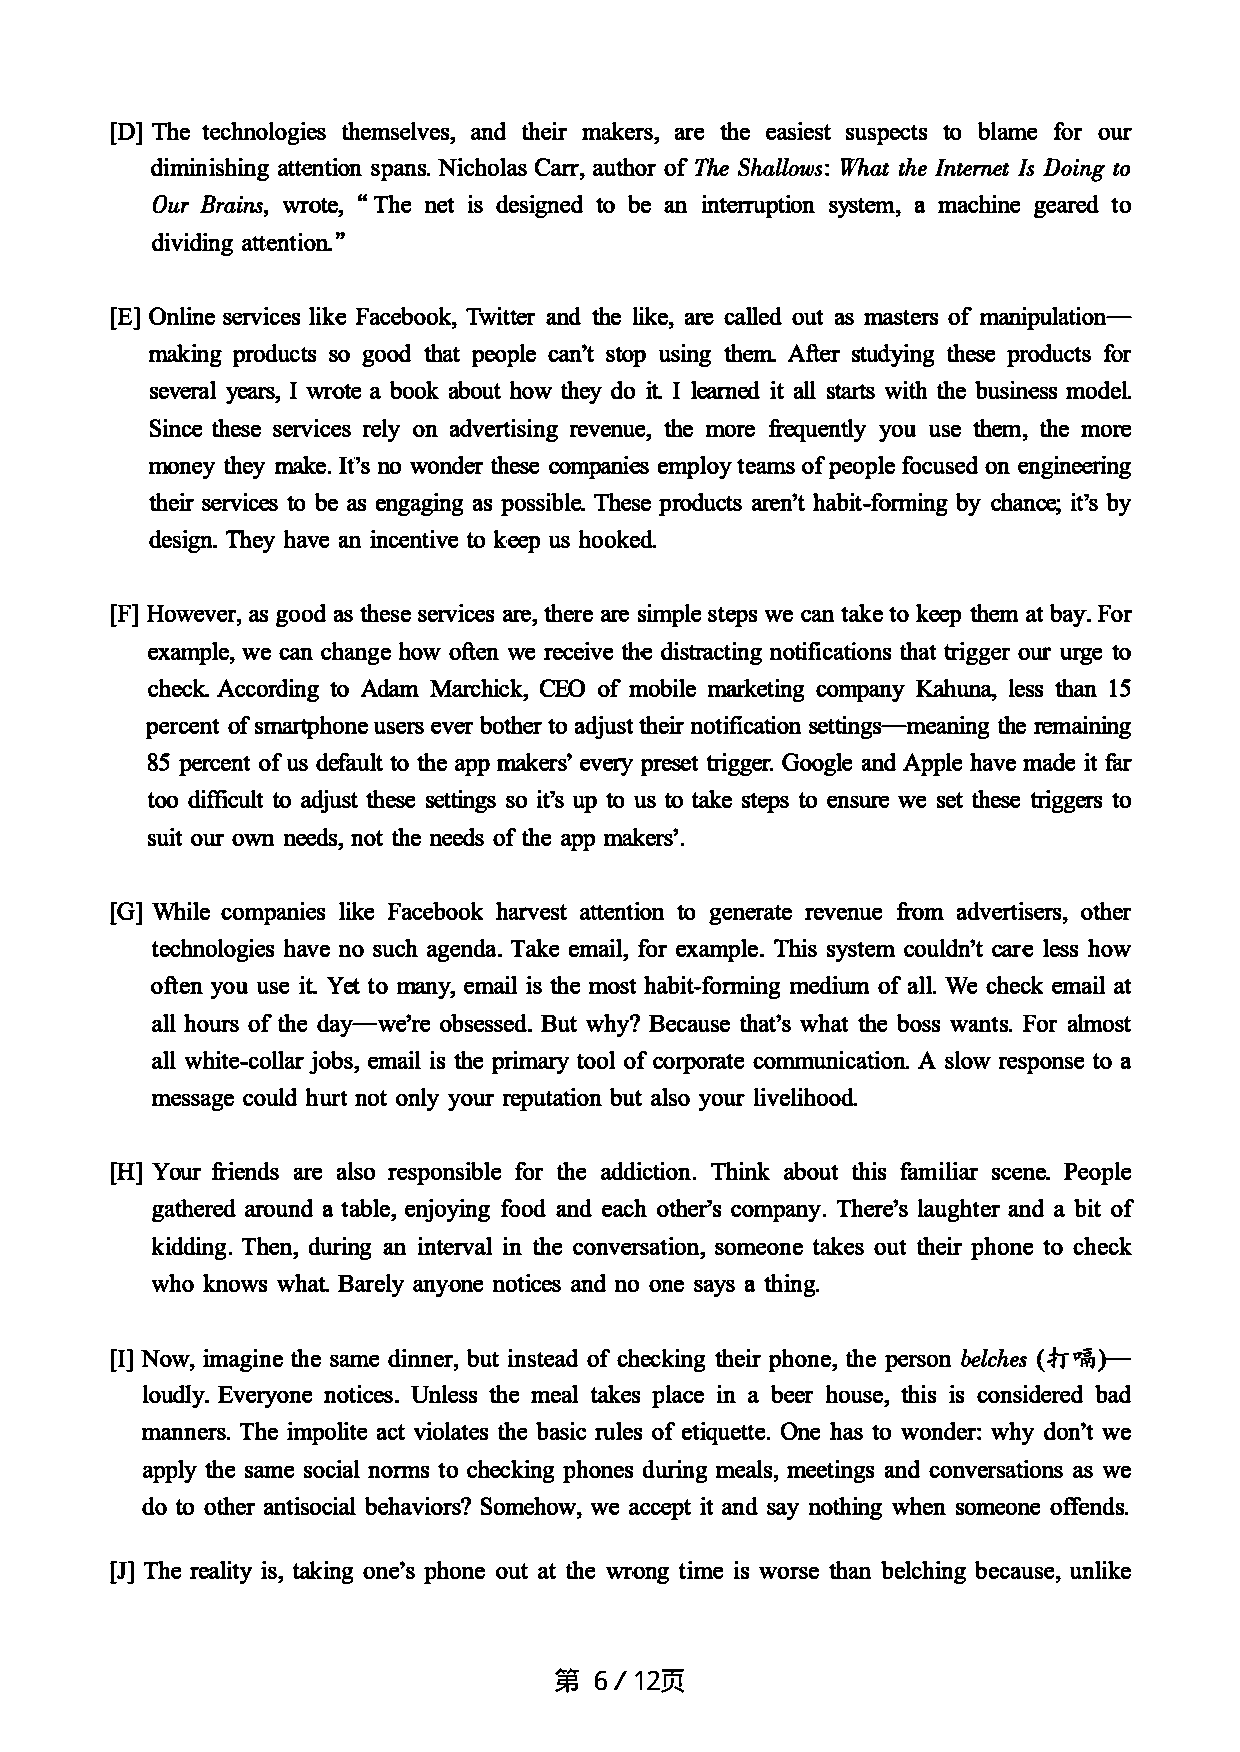 [D] The technologies themselves, and their makers, are the easiest suspects to blame for our
diminishing attention spans. Nicholas Carr, author of The Shallows: What the Internet Is Doing to
Our Brains, wrote, “The net is designed to be an interruption system, a machine geared to
dividing attention.”
[E] Online services like Facebook, Twitter and the like, are called out as masters of manipulation—
making products so good that people can’t stop using them. After studying these products for
several years, I wrote a book about how they do it. I learned it all starts with the business model.
Since these services rely on advertising revenue, the more frequently you use them, the more
money they make. It’s no wonder these companies employ teams of people focused on engineering
their services to be as engaging as possible. These products aren’t habit-forming by chance; it’s by
design. They have an incentive to keep us hooked.
[F] However, as good as these services are, there are simple steps we can take to keep them at bay. For
example, we can change how often we receive the distracting notifications that trigger our urge to
check. According to Adam Marchick, CEO of mobile marketing company Kahuna, less than 15
percent of smartphone users ever bother to adjust their notification settings—meaning the remaining
85 percent of us default to the app makers’ every preset trigger. Google and Apple have made it far
too difficult to adjust these settings so it’s up to us to take steps to ensure we set these triggers to
suit our own needs, not the needs of the app makers’.
[G] While companies like Facebook harvest attention to generate revenue from advertisers, other
technologies have no such agenda. Take email, for example. This system couldn’t care less how
often you use it. Yet to many, email is the most habit-forming medium of all. We check email at
all hours of the day—we’re obsessed. But why? Because that’s what the boss wants. For almost
all white-collar jobs, email is the primary tool of corporate communication. A slow response to a
message could hurt not only your reputation but also your livelihood.
[H] Your friends are also responsible for the addiction. Think about this familiar scene. People
gathered around a table, enjoying food and each other’s company. There’s laughter and a bit of
kidding. Then, during an interval in the conversation, someone takes out their phone to check
who knows what. Barely anyone notices and no one says a thing.
[I] Now, imagine the same dinner, but instead of checking their phone, the person belches (打嗝)—
loudly. Everyone notices. Unless the meal takes place in a beer house, this is considered bad
manners. The impolite act violates the basic rules of etiquette. One has to wonder: why don’t we
apply the same social norms to checking phones during meals, meetings and conversations as we
do to other antisocial behaviors? Somehow, we accept it and say nothing when someone offends.
[J] The reality is, taking one’s phone out at the wrong time is worse than belching because, unlike
第 6 / 12页